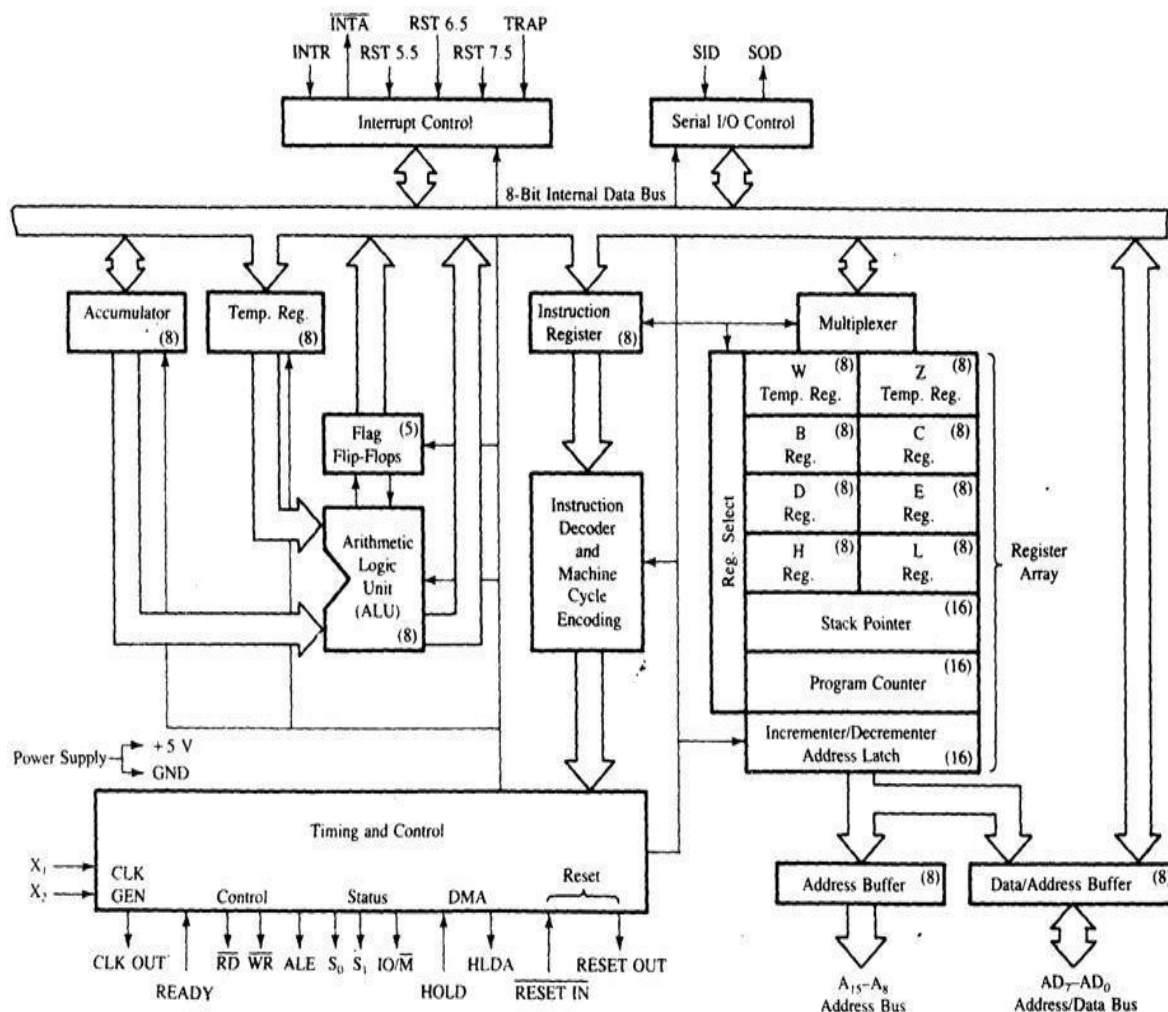 INTA RST 6.5 TRAP
INTR RST 5.5 RST 7.5
SID SOD
Interrupt Control
Serial I/O Control
8-Bit Internal Data Bus
Accumulator
(8)
Temp. Reg.
(8)
Instruction
Register
(8)
Multiplexer
Flag
Flip-Flops
(5)
Arithmetic
Logic
Unit
(ALU)
(8)
Instruction
Decoder
and
Machine
Cycle
Encoding
Reg. Select
W (8)
Temp. Reg.
Z (8)
Temp. Reg.
B (8)
Reg.
C (8)
Reg.
D (8)
Reg.
E (8)
Reg.
H (8)
Reg.
L (8)
Reg.
(16)
Stack Pointer
(16)
Program Counter
Incrementer/Decrementer
Address Latch
(16)
Register
Array
Power Supply
+5 V
GND
Timing and Control
X₁
X₂
CLK
GEN
Control
Status
DMA
Reset
CLK OUT
READY
RD WR ALE S₀ S₁ IO/M
HOLD
HLDA
RESET IN
RESET OUT
Address Buffer (8)
Data/Address Buffer (8)
A₁₅–A₈
Address Bus
AD₇–AD₀
Address/Data Bus